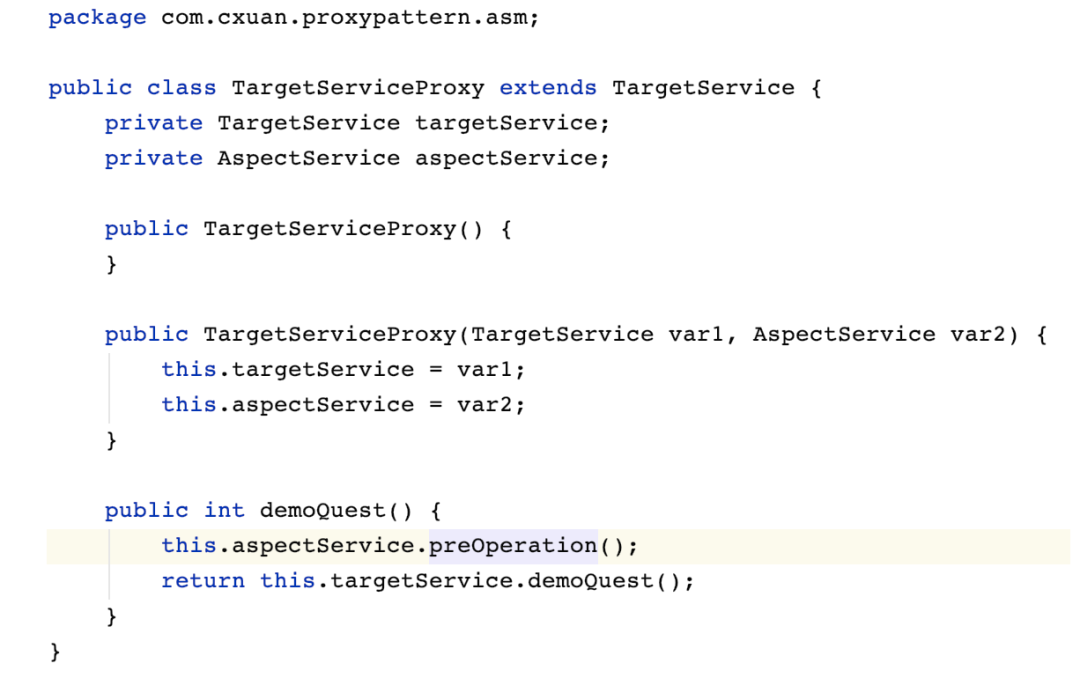 package com.cxuan.proxypattern.asm;
public class TargetServiceProxy extends TargetService {
private TargetService targetService;
private AspectService aspectService;
public TargetServiceProxy() {
}
public TargetServiceProxy(TargetService var1, AspectService var2) {
this.targetService = var1;
this.aspectService = var2;
}
public int demoQuest() {
this.aspectService.preOperation();
return this.targetService.demoQuest();
}
}